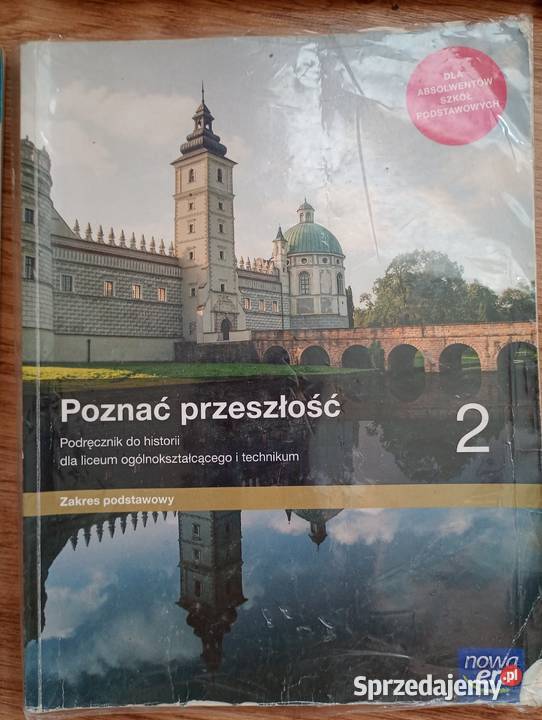 DLA
ABSOLWENTÓW
SZKÓŁ
PODSTAWOWYCH
Poznać przeszłość
2
Podręcznik do historii
dla liceum ogólnokształcącego i technikum
Zakres podstawowy
nowa
er
Sprzedajemy.pl